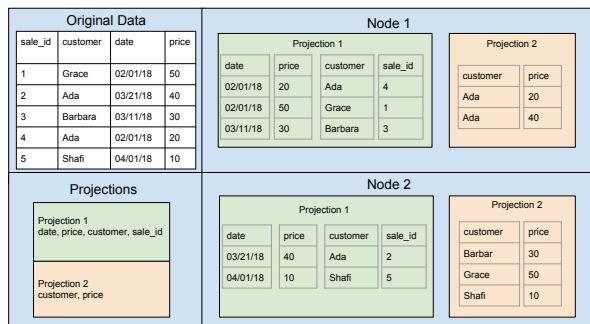 Original Data
sale_id customer date price
1 Grace 02/01/18 50
2 Ada 03/21/18 40
3 Barbara 03/11/18 30
4 Ada 02/01/18 20
5 Shafi 04/01/18 10
Projections
Projection 1
date, price, customer, sale_id
Projection 2
customer, price
Node 1
Projection 1
date price customer sale_id
02/01/18 20 Ada 4
02/01/18 50 Grace 1
03/11/18 30 Barbara 3
Projection 2
customer price
Ada 20
Ada 40
Node 2
Projection 1
date price customer sale_id
03/21/18 40 Ada 2
04/01/18 10 Shafi 5
Projection 2
customer price
Barbar 30
Grace 50
Shafi 10